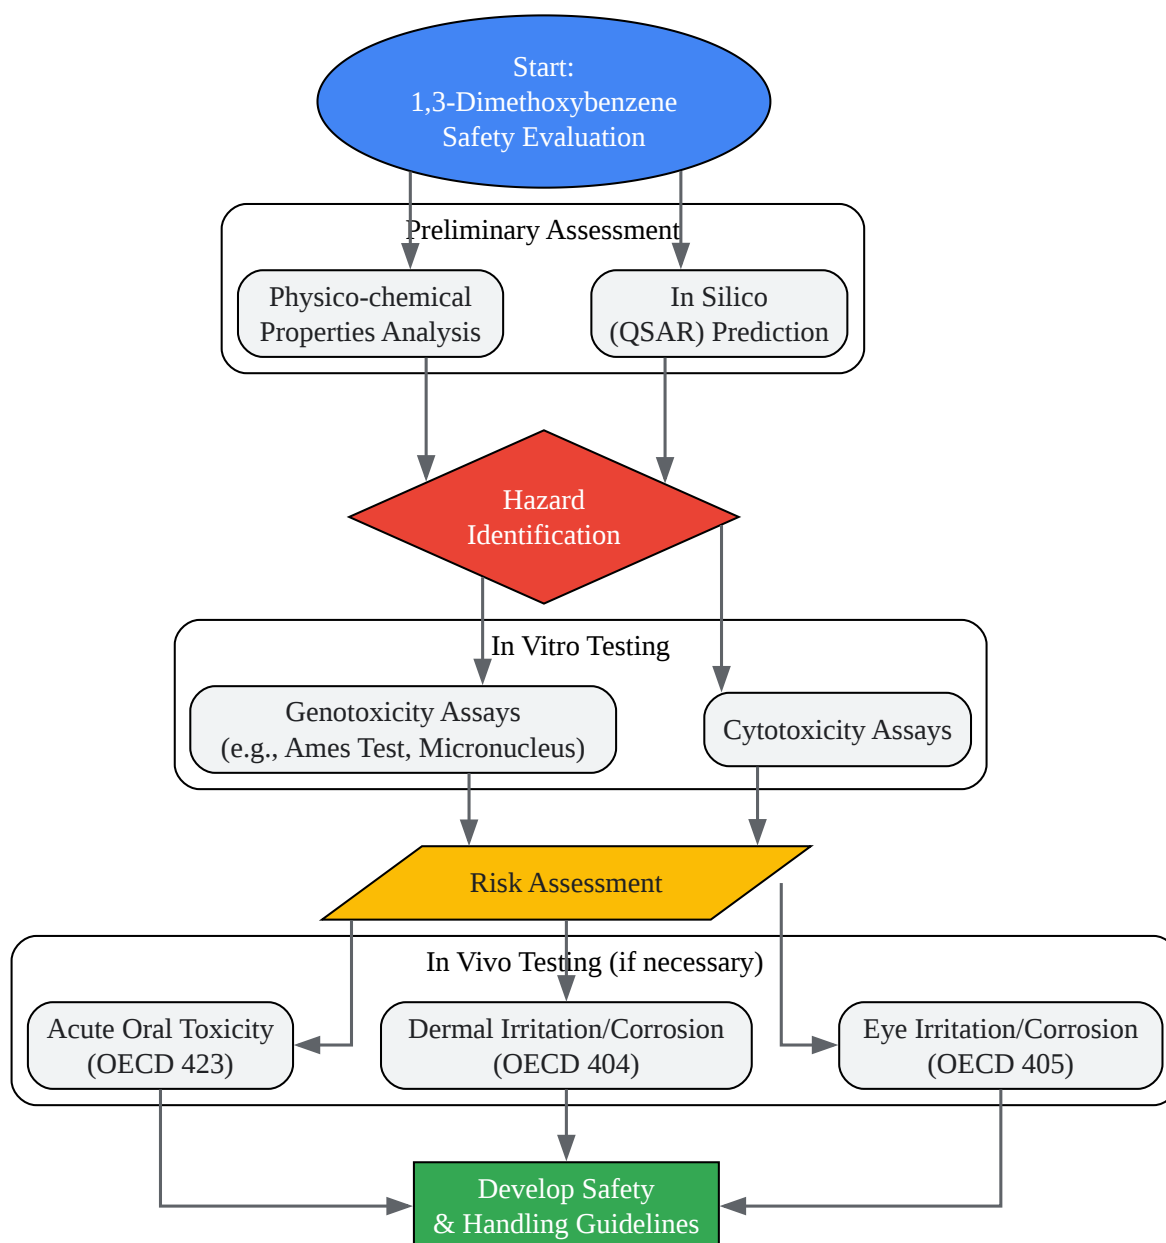 Start:
1,3-Dimethoxybenzene
Safety Evaluation
Preliminary Assessment
Physico-chemical
Properties Analysis
In Silico
(QSAR) Prediction
Hazard
Identification
In Vitro Testing
Genotoxicity Assays
(e.g., Ames Test, Micronucleus)
Cytotoxicity Assays
Risk Assessment
In Vivo Testing (if necessary)
Acute Oral Toxicity
(OECD 423)
Dermal Irritation/Corrosion
(OECD 404)
Eye Irritation/Corrosion
(OECD 405)
Develop Safety
& Handling Guidelines